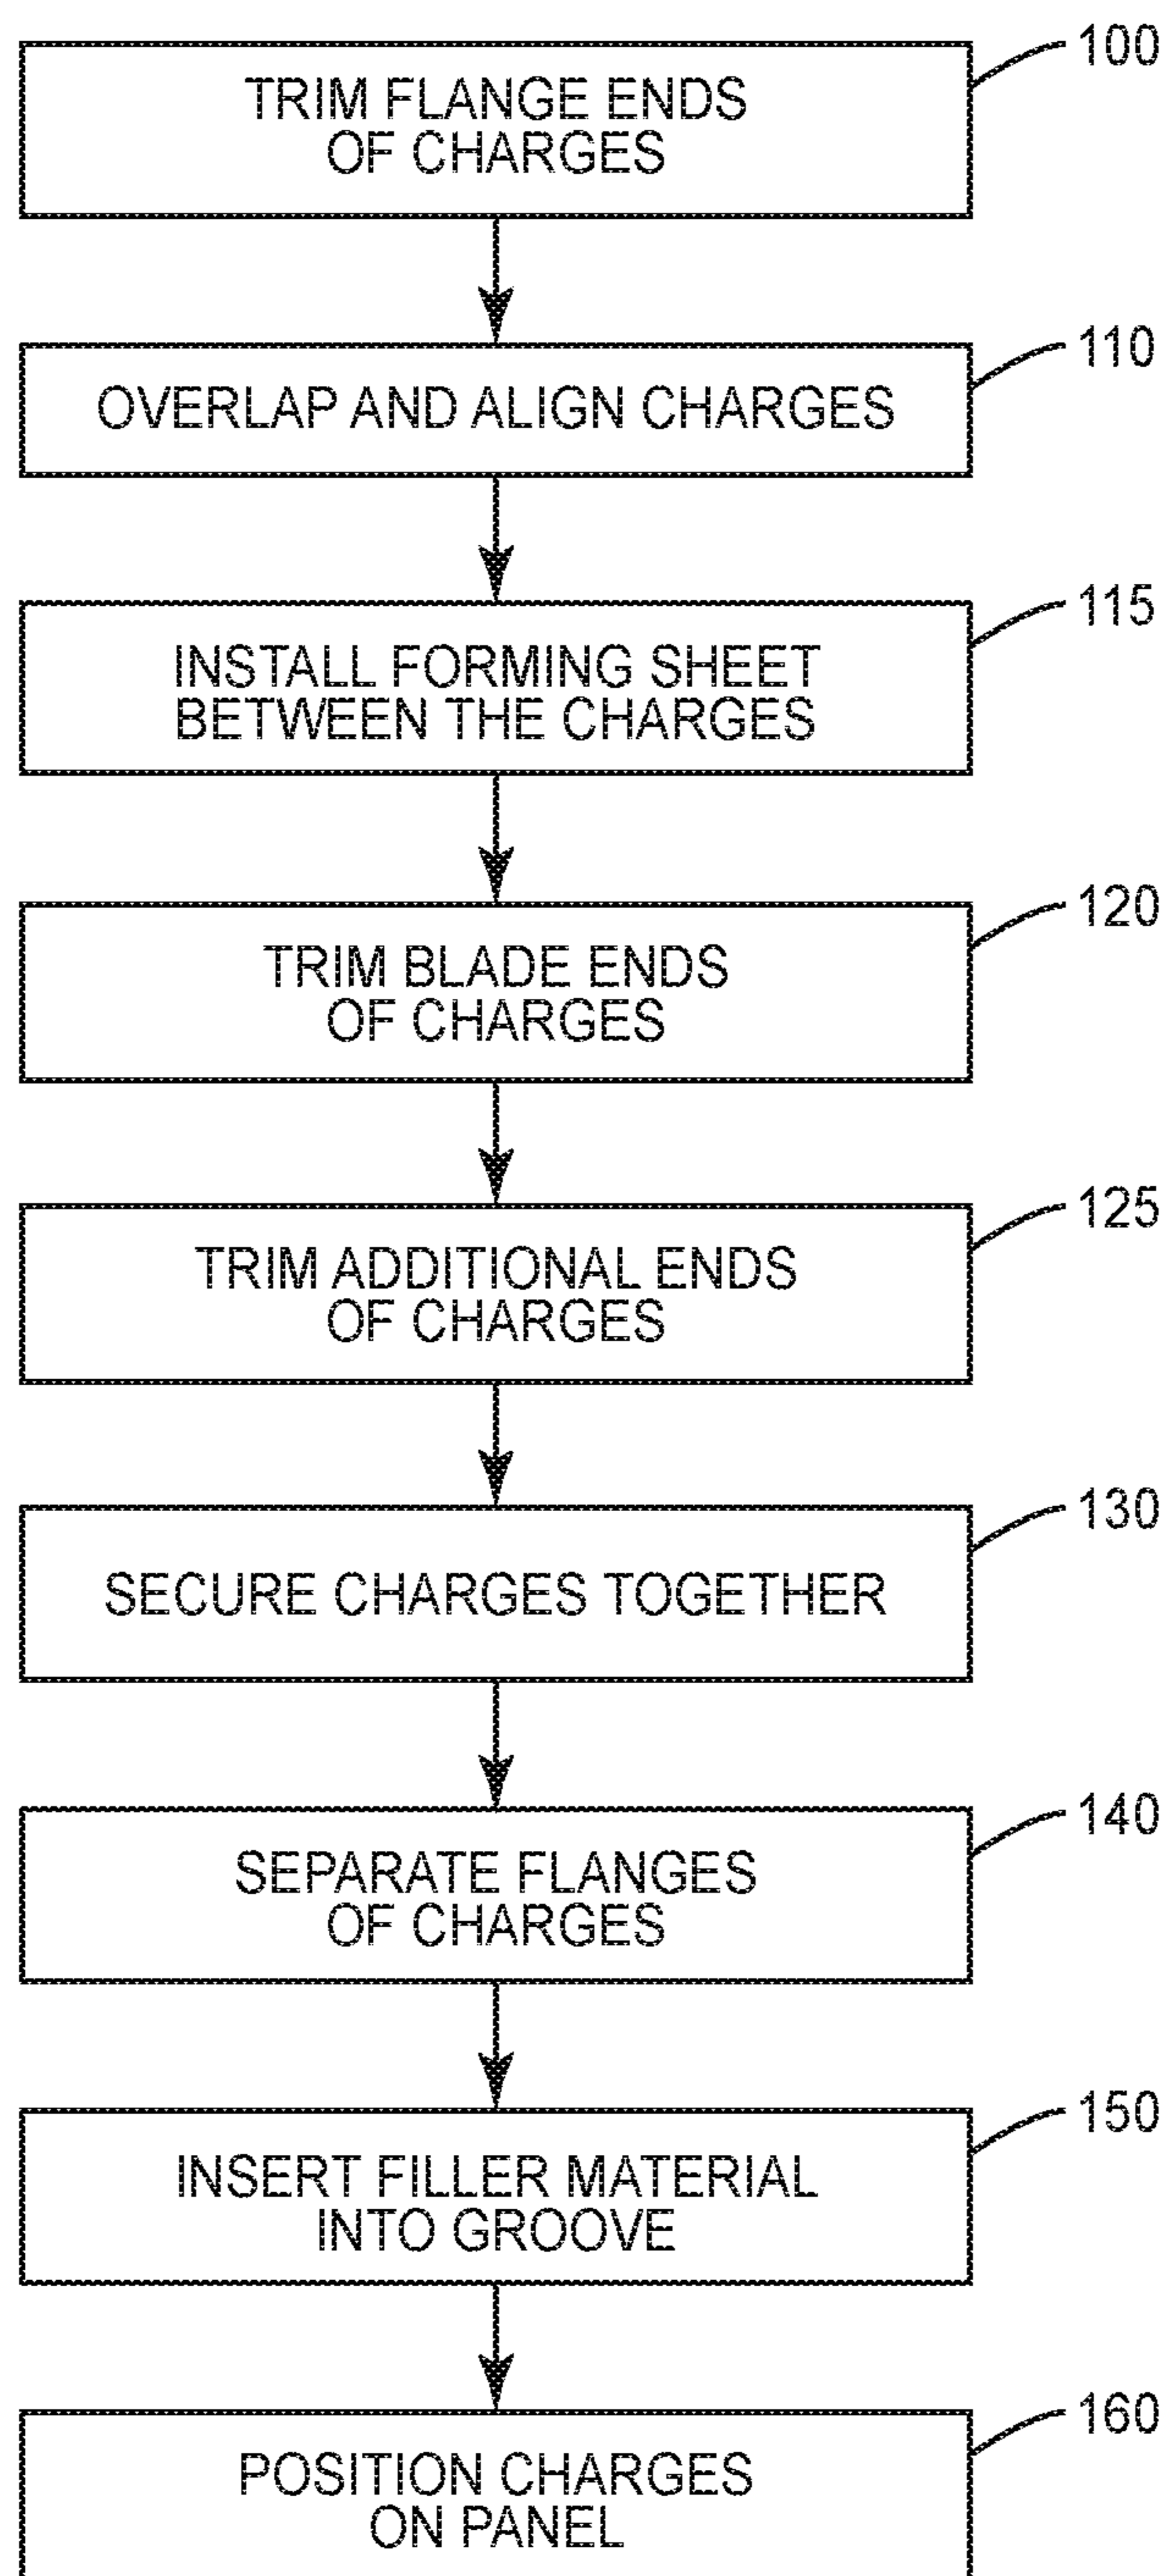 100
TRIM FLANGE ENDS
OF CHARGES
110
OVERLAP AND ALIGN CHARGES
115
INSTALL FORMING SHEET
BETWEEN THE CHARGES
120
TRIM BLADE ENDS
OF CHARGES
125
TRIM ADDITIONAL ENDS
OF CHARGES
130
SECURE CHARGES TOGETHER
140
SEPARATE FLANGES
OF CHARGES
150
INSERT FILLER MATERIAL
INTO GROOVE
160
POSITION CHARGES
ON PANEL